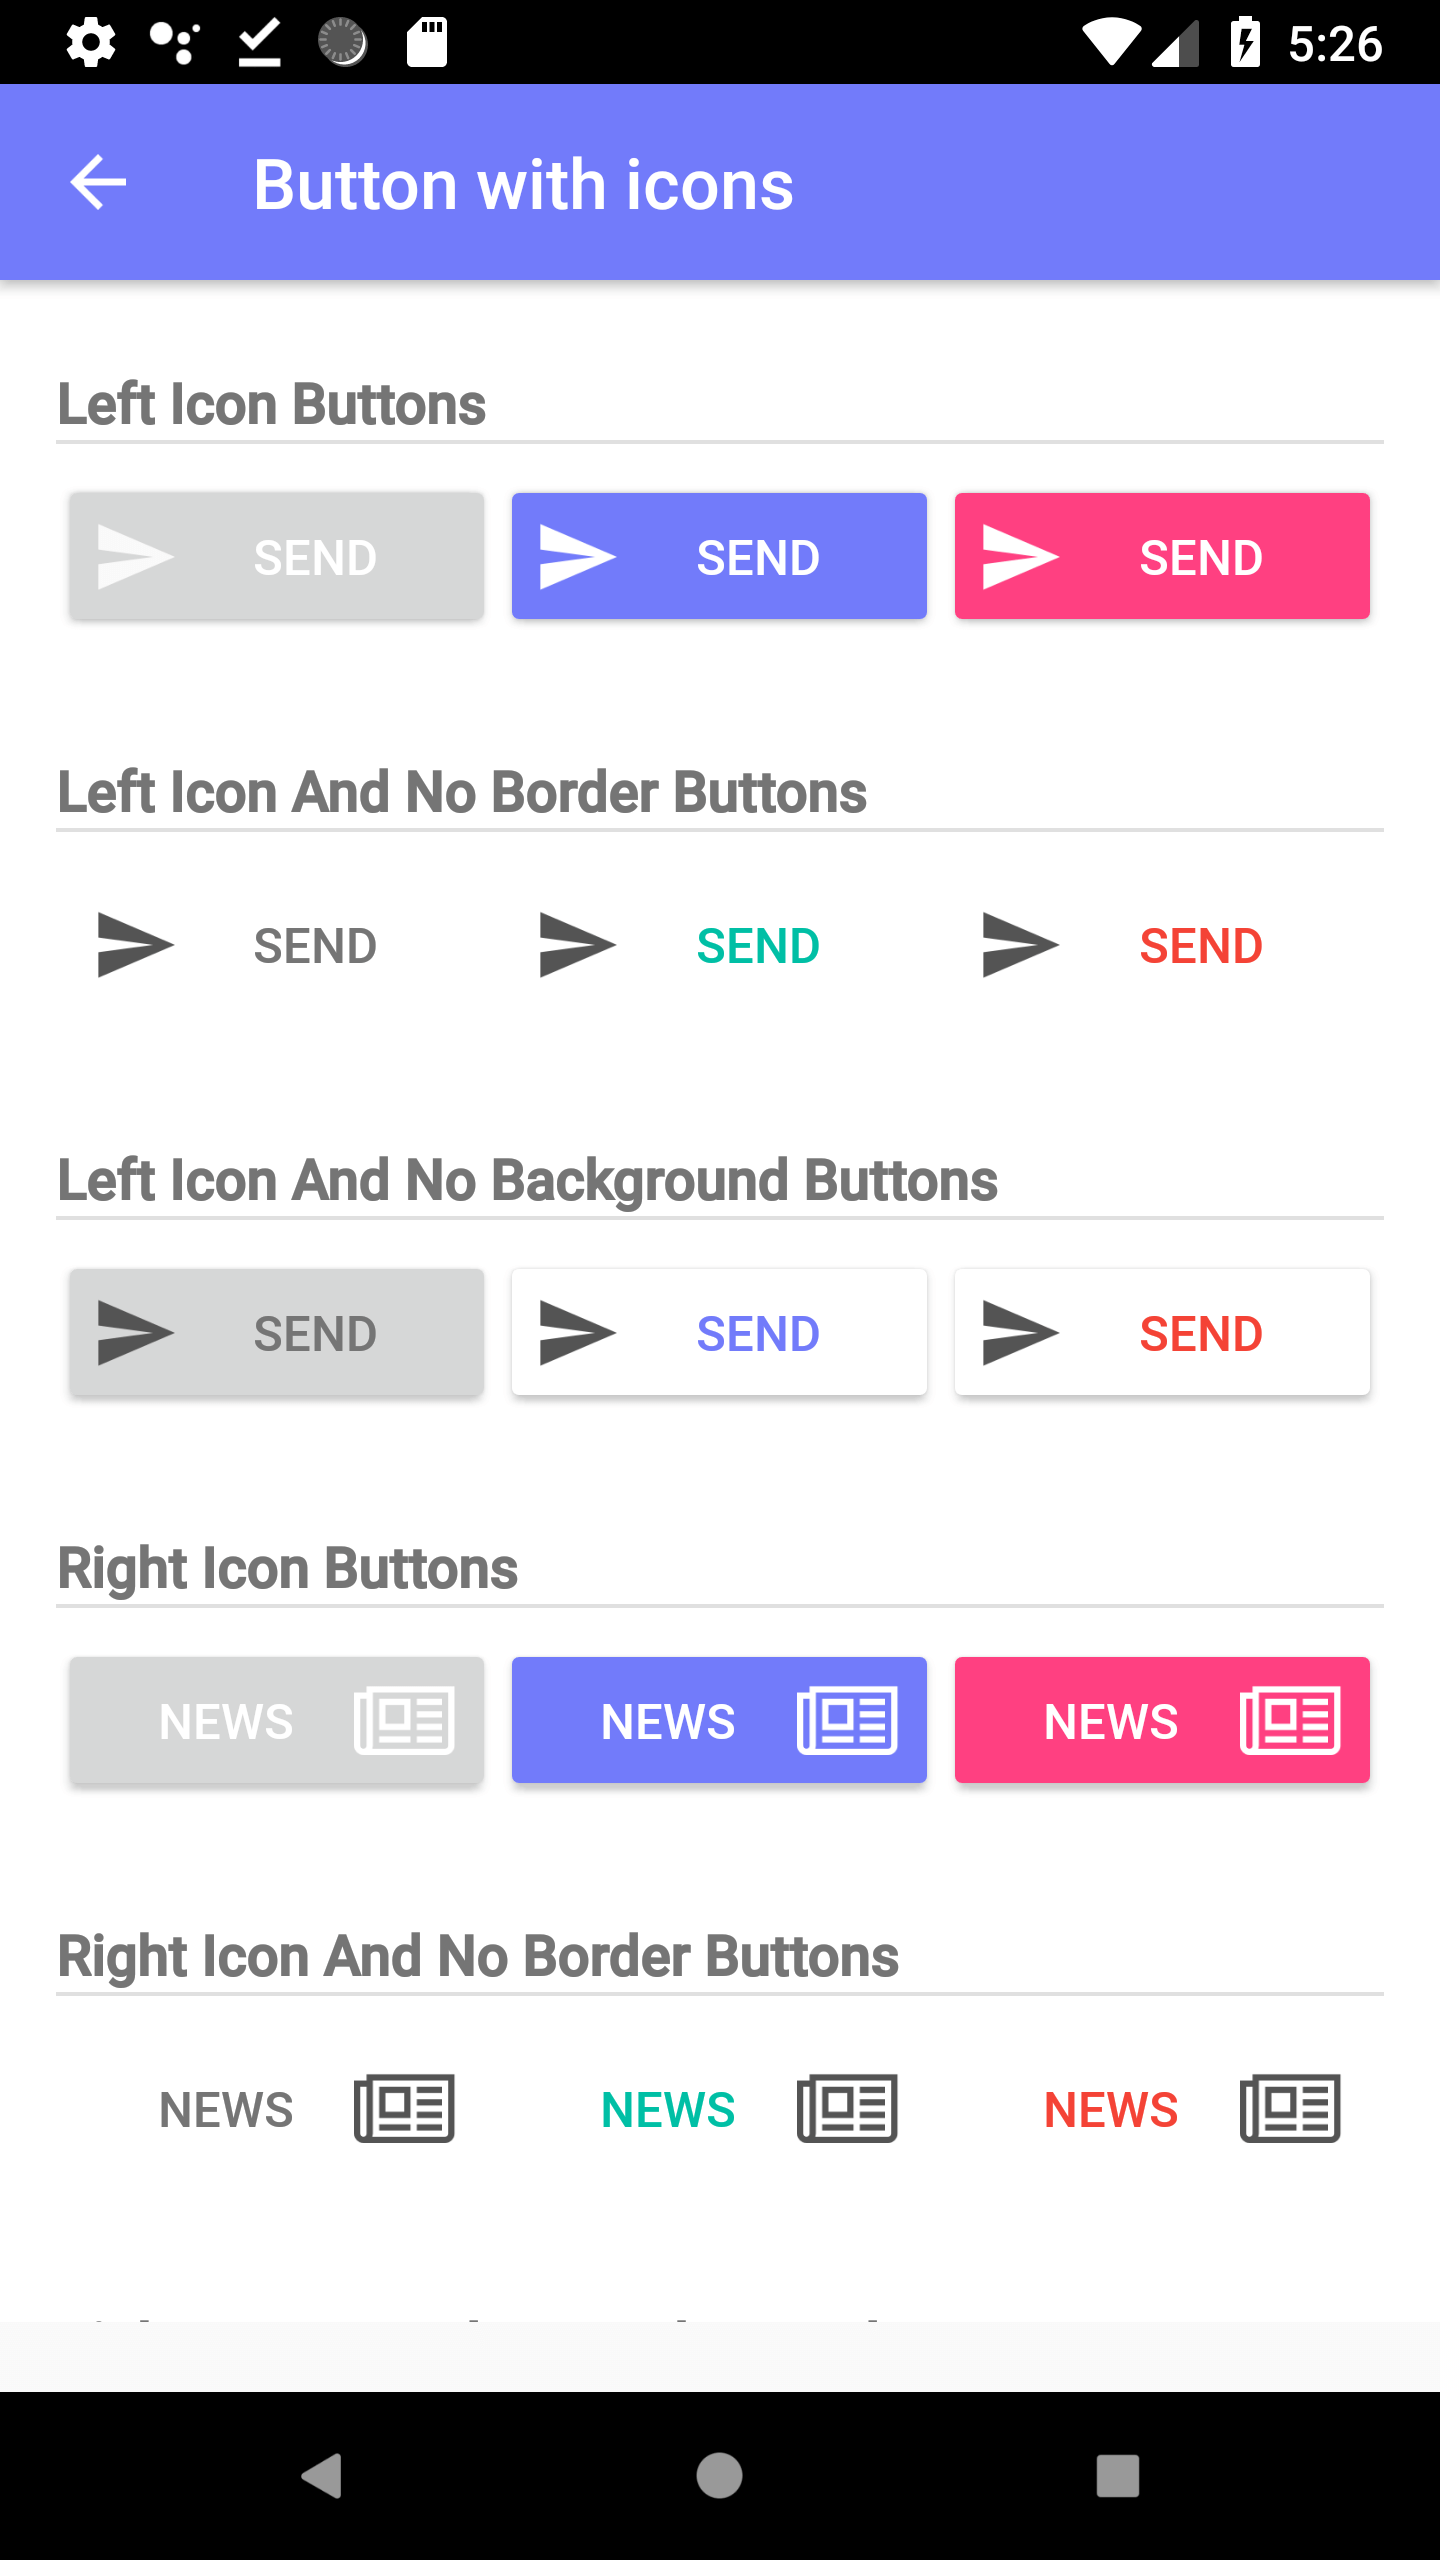 5:26
Button with icons
Left Icon Buttons
SEND SEND SEND
Left Icon And No Border Buttons
SEND SEND SEND
Left Icon And No Background Buttons
SEND SEND SEND
Right Icon Buttons
NEWS NEWS NEWS
Right Icon And No Border Buttons
NEWS NEWS NEWS